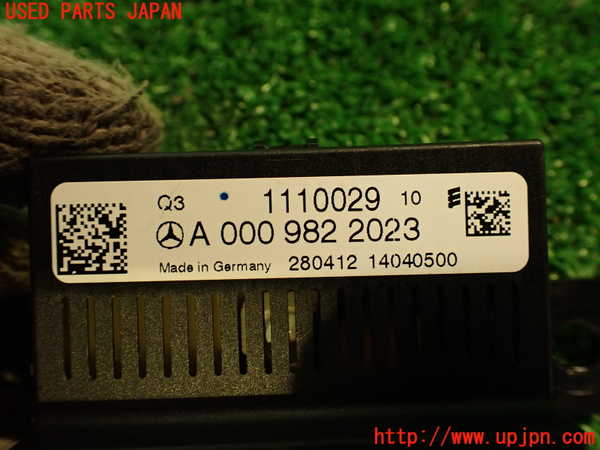 USED PARTS JAPAN
Q3 1110029 10
A 000 982 2023
Made in Germany 280412 14040500
http://www.upjpn.com/